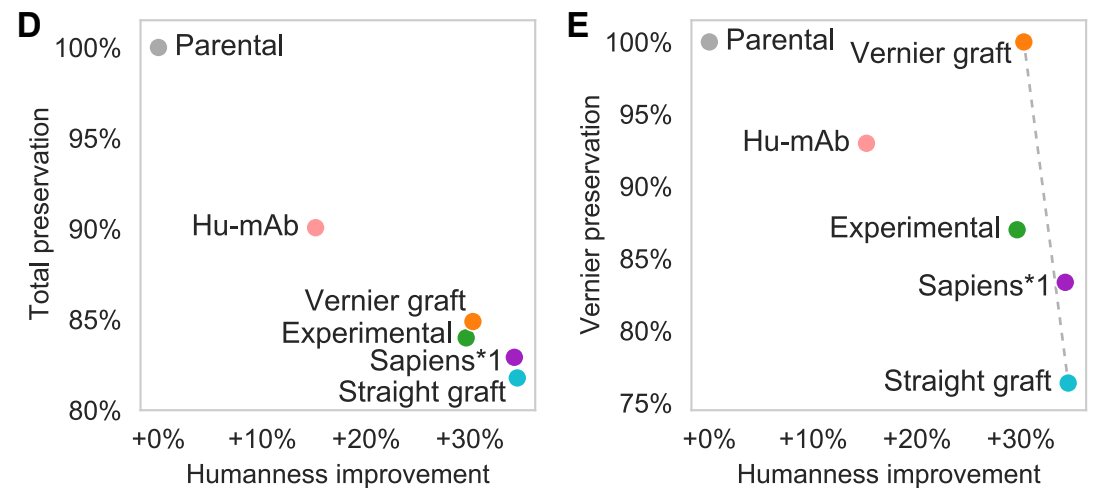 D
100%
95%
90%
85%
80%
Total preservation
Parental
Hu-mAb
Vernier graft
Experimental
Sapiens*1
Straight graft
+0% +10% +20% +30%
Humanness improvement
E
100%
95%
90%
85%
80%
75%
Vernier preservation
Parental
Vernier graft
Hu-mAb
Experimental
Sapiens*1
Straight graft
+0% +10% +20% +30%
Humanness improvement